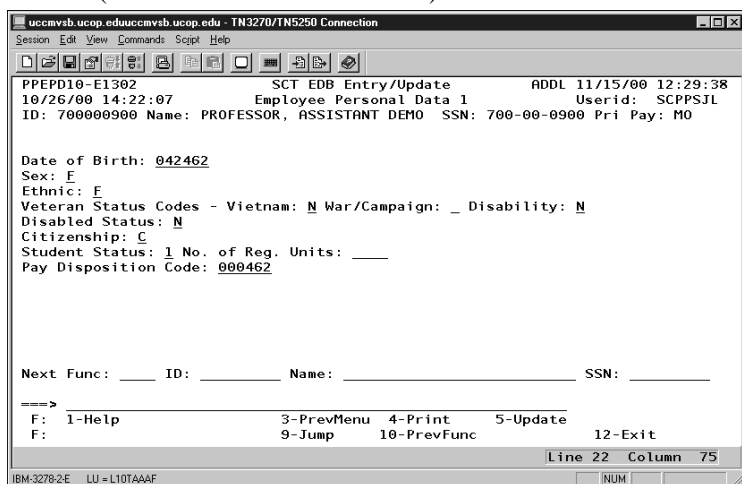 uccmvsb.ucop.eduuccmvsb.ucop.edu - TN3270/TN5250 Connection
Session Edit View Commands Script Help
PPEPD10-E1302 SCT EDB Entry/Update ADDL 11/15/00 12:29:38
10/26/00 14:22:07 Employee Personal Data 1 Userid: SCPPSJL
ID: 700000900 Name: PROFESSOR, ASSISTANT DEMO SSN: 700-00-0900 Pri Pay: MO
Date of Birth: 042462
Sex: F
Ethnic: F
Veteran Status Codes - Vietnam: N War/Campaign: _ Disability: N
Disabled Status: N
Citizenship: C
Student Status: 1 No. of Reg. Units: ____
Pay Disposition Code: 000462
Next Func: ____ ID: _________ Name: __________________________ SSN: _________
===> 
F: 1-Help 3-PrevMenu 4-Print 5-Update
F: 9-Jump 10-PrevFunc 12-Exit
Line 22 Column 75
IBM-3278-2-E LU = L10TAAAF NUM